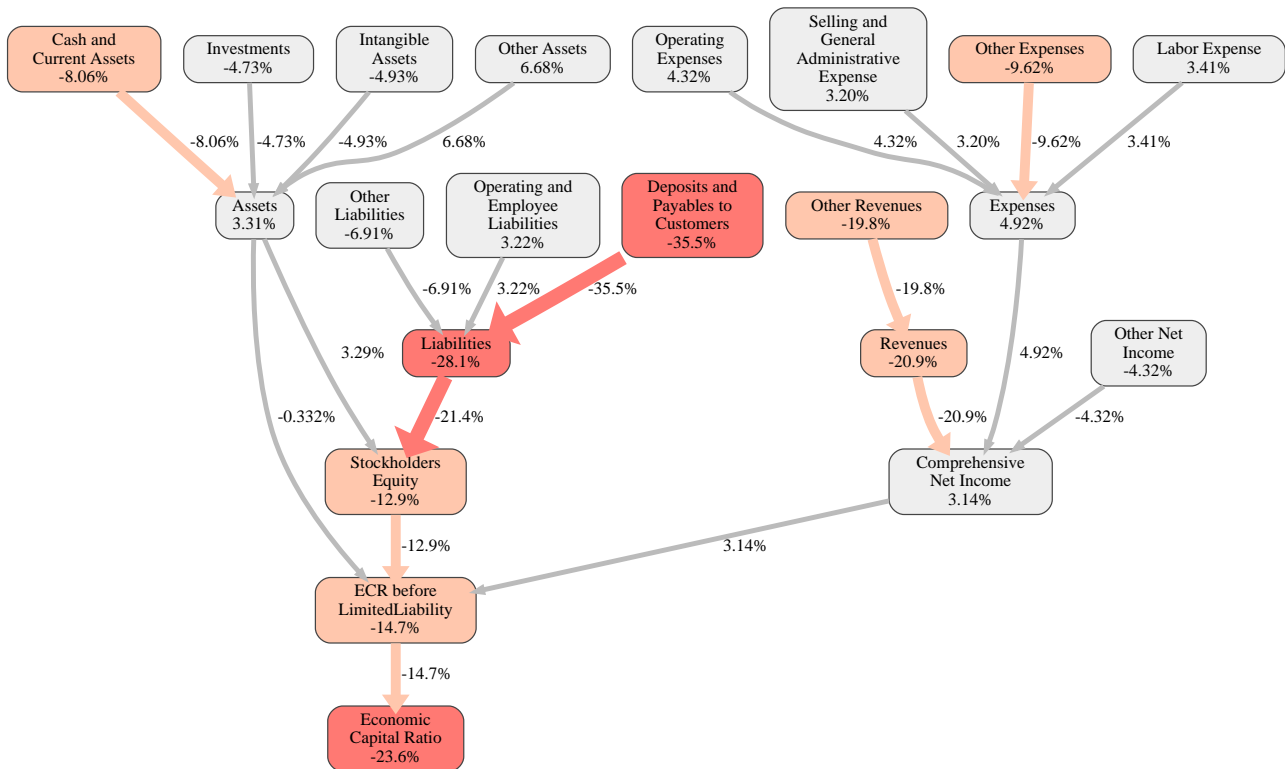 Cash and
Current Assets
-8.06%
Investments
-4.73%
Intangible
Assets
-4.93%
Other Assets
6.68%
Operating
Expenses
4.32%
Selling and
General
Administrative
Expense
3.20%
Other Expenses
-9.62%
Labor Expense
3.41%
-8.06%
-4.73%
-4.93%
6.68%
4.32%
3.20%
-9.62%
3.41%
Assets
3.31%
Other
Liabilities
-6.91%
Operating and
Employee
Liabilities
3.22%
Deposits and
Payables to
Customers
-35.5%
Other Revenues
-19.8%
Expenses
4.92%
-6.91%
3.22%
-35.5%
-19.8%
Liabilities
-28.1%
Revenues
-20.9%
Other Net
Income
-4.32%
3.29%
4.92%
-0.332%
-21.4%
-20.9%
-4.32%
Stockholders
Equity
-12.9%
Comprehensive
Net Income
3.14%
-12.9%
3.14%
ECR before
LimitedLiability
-14.7%
-14.7%
Economic
Capital Ratio
-23.6%